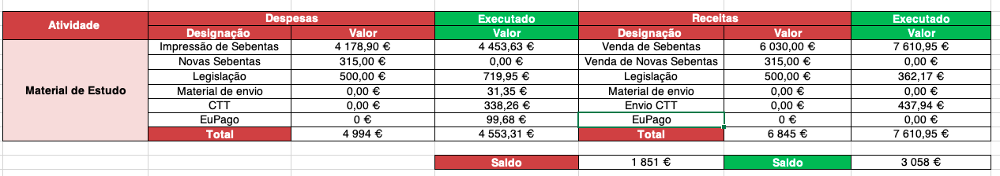 Atividade Despesas Executado Receitas Executado
Designação Valor Valor Designação Valor Valor
Material de Estudo Impressão de Sebentas 4 178,90 € 4 453,63 € Venda de Sebentas 6 030,00 € 7 610,95 €
Novas Sebentas 315,00 € 0,00 € Venda de Novas Sebentas 315,00 € 0,00 €
Legislação 500,00 € 719,95 € Legislação 500,00 € 362,17 €
Material de envio 0,00 € 31,35 € Material de envio 0,00 € 0,00 €
CTT 0,00 € 338,26 € Envio CTT 0,00 € 437,94 €
EuPago 0 € 99,68 € EuPago 0 € 0,00 €
Total 4 994 € 4 553,31 € Total 6 845 € 7 610,95 €
Saldo 1 851 € Saldo 3 058 €